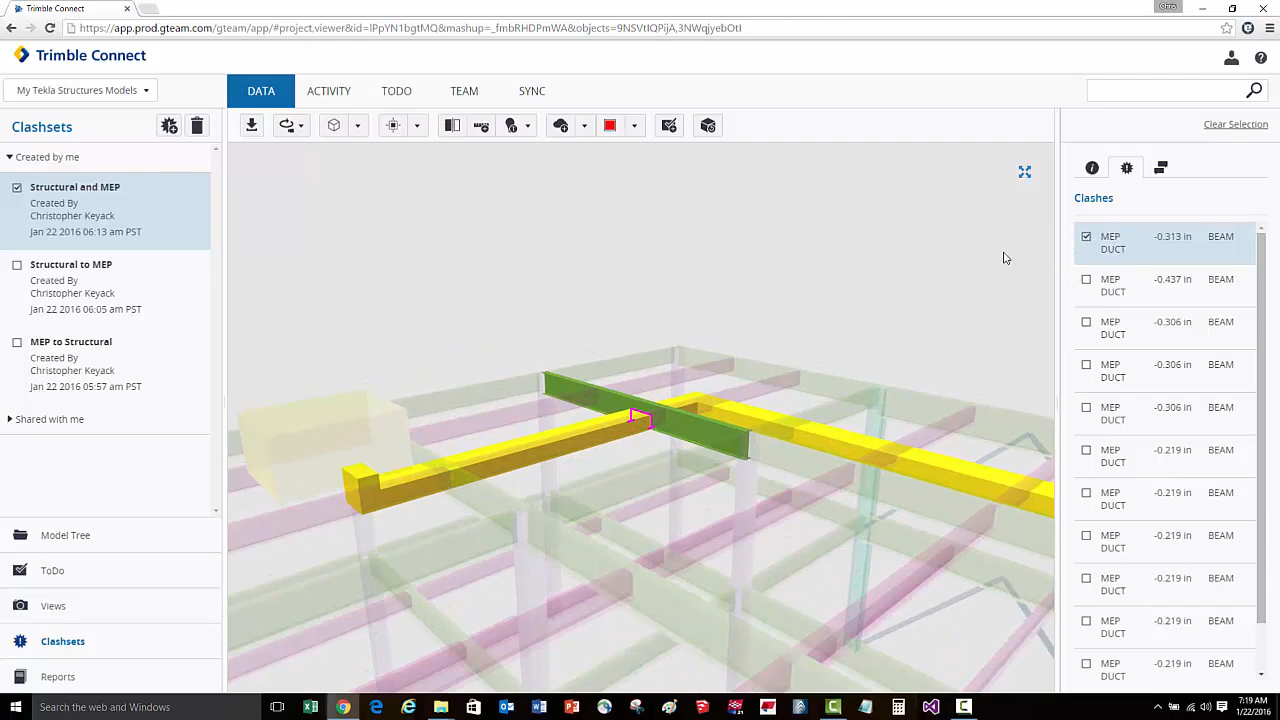 Trimble Connect
Chris
https://app.prod.gteam.com/gteam/app/#project.viewer&id=IPpYN1bgtMQ&mashup=_fmbRHDPmWA&objects=9NSVtIQPijA,3NWqjyebOtI
Trimble Connect
My Tekla Structures Models
DATA
ACTIVITY
TODO
TEAM
SYNC
Clashsets
Clear Selection
Created by me
Structural and MEP
Created By
Christopher Keyack
Jan 22 2016 06:13 am PST
Structural to MEP
Created By
Christopher Keyack
Jan 22 2016 06:05 am PST
MEP to Structural
Created By
Christopher Keyack
Jan 22 2016 05:57 am PST
Shared with me
Model Tree
ToDo
Views
Clashsets
Reports
Clashes
MEP DUCT -0.313 in BEAM
MEP DUCT -0.437 in BEAM
MEP DUCT -0.306 in BEAM
MEP DUCT -0.306 in BEAM
MEP DUCT -0.306 in BEAM
MEP DUCT -0.219 in BEAM
MEP DUCT -0.219 in BEAM
MEP DUCT -0.219 in BEAM
MEP DUCT -0.219 in BEAM
MEP DUCT -0.219 in BEAM
MEP DUCT -0.219 in BEAM
Search the web and Windows
7:19 AM
1/22/2016